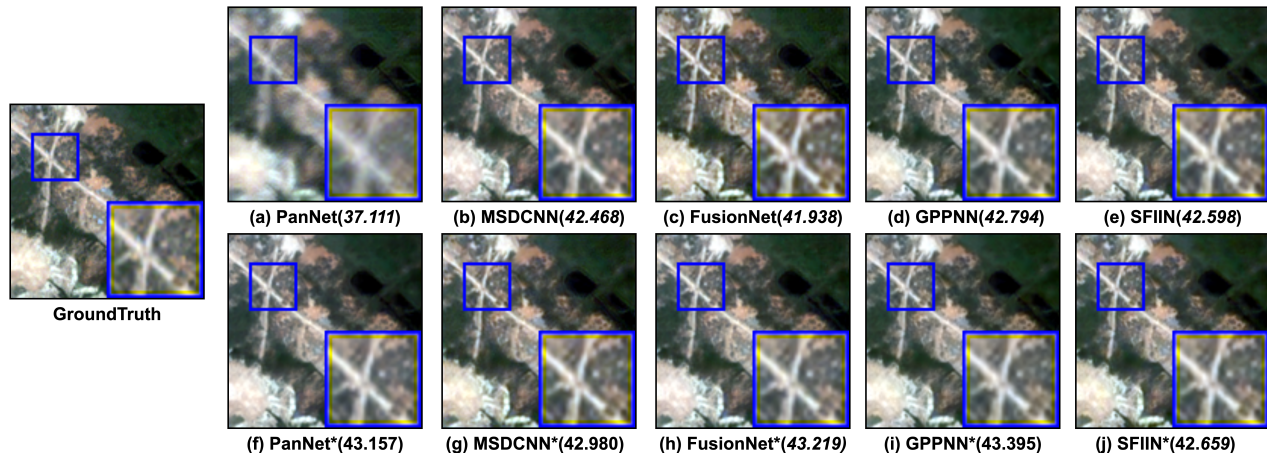 (a) PanNet(37.111)
(b) MSDCNN(42.468)
(c) FusionNet(41.938)
(d) GPPNN(42.794)
(e) SFIIN(42.598)
GroundTruth
(f) PanNet*(43.157)
(g) MSDCNN*(42.980)
(h) FusionNet*(43.219)
(i) GPPNN*(43.395)
(j) SFIIN*(42.659)